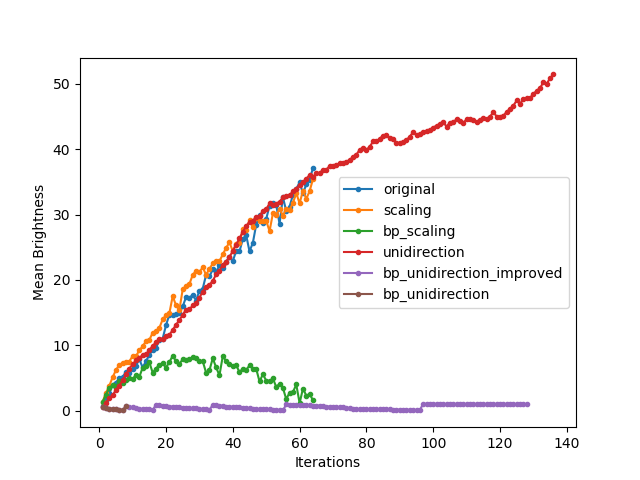 50
40
30
20
10
0
Mean Brightness
original
scaling
bp_scaling
unidirection
bp_unidirection_improved
bp_unidirection
0 20 40 60 80 100 120 140
Iterations